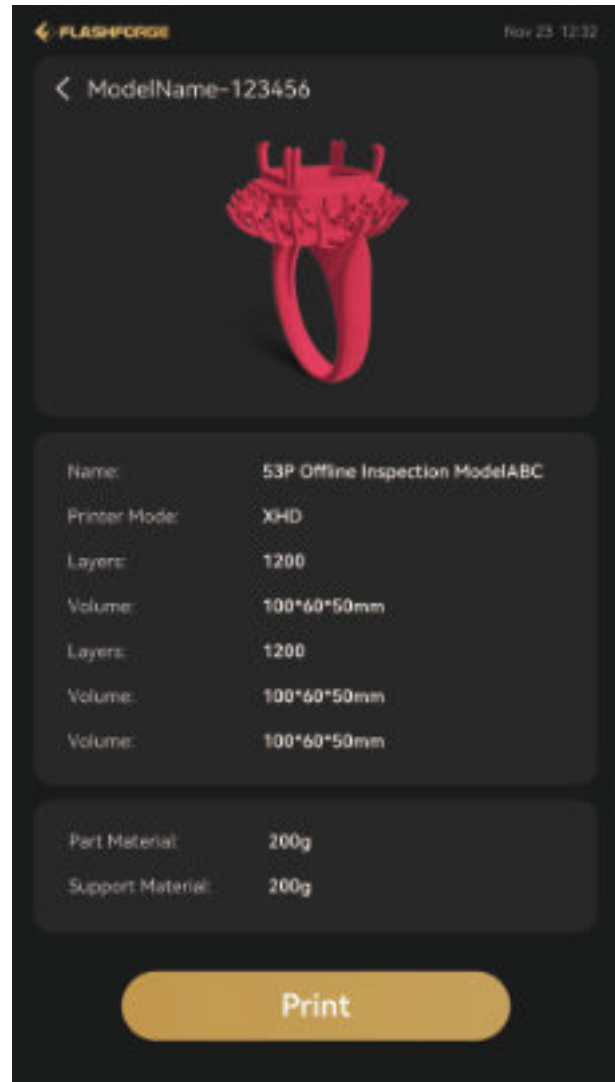 FLASHFORGE Nov 23 12:32
ModelName-123456
Name: 53P Offline Inspection ModelABC
Printer Mode: XHD
Layers: 1200
Volume: 100*60*50mm
Layers: 1200
Volume: 100*60*50mm
Volume: 100*60*50mm
Part Material: 200g
Support Material: 200g
Print